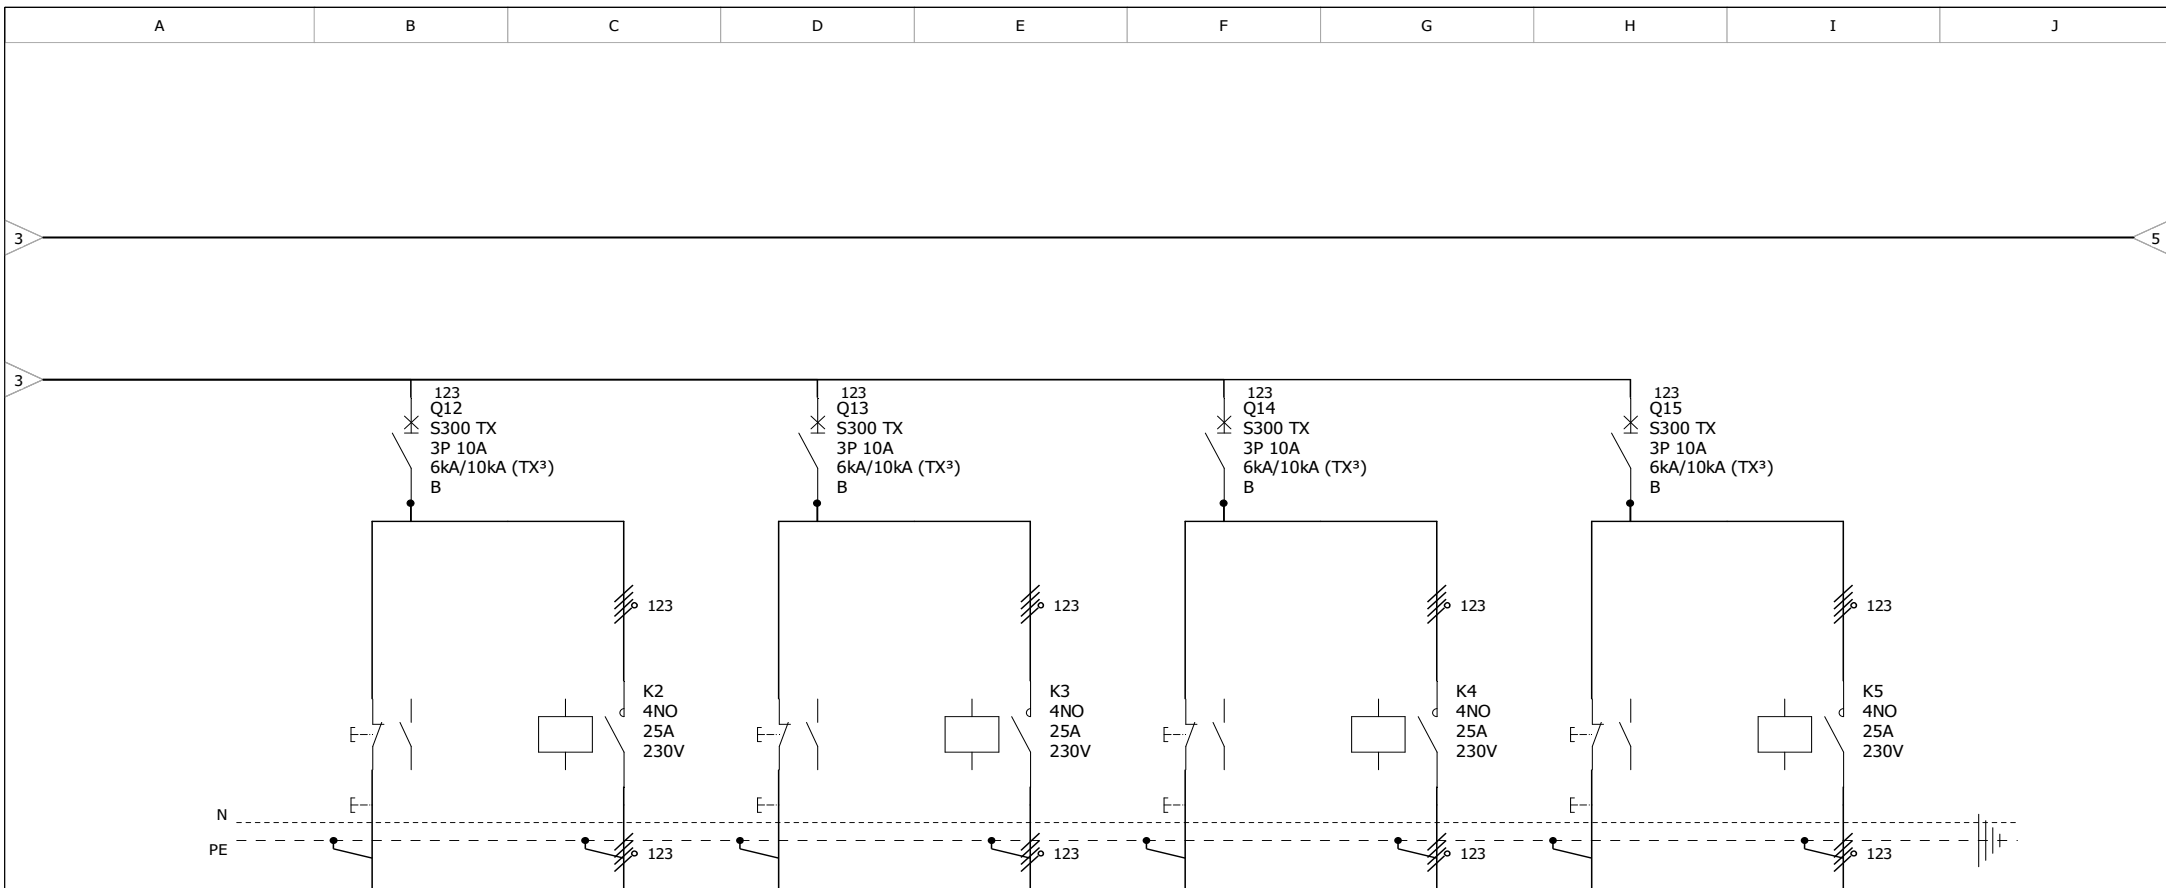 A B C D E F G H I J
3 5
3
123 123 123 123
Q12 Q13 Q14 Q15
S300 TX S300 TX S300 TX S300 TX
3P 10A 3P 10A 3P 10A 3P 10A
6kA/10kA (TX³) 6kA/10kA (TX³) 6kA/10kA (TX³) 6kA/10kA (TX³)
B B B B
123 123 123 123
K2 K3 K4 K5
4NO 4NO 4NO 4NO
25A 25A 25A 25A
230V 230V 230V 230V
N
PE
123 123 123 123